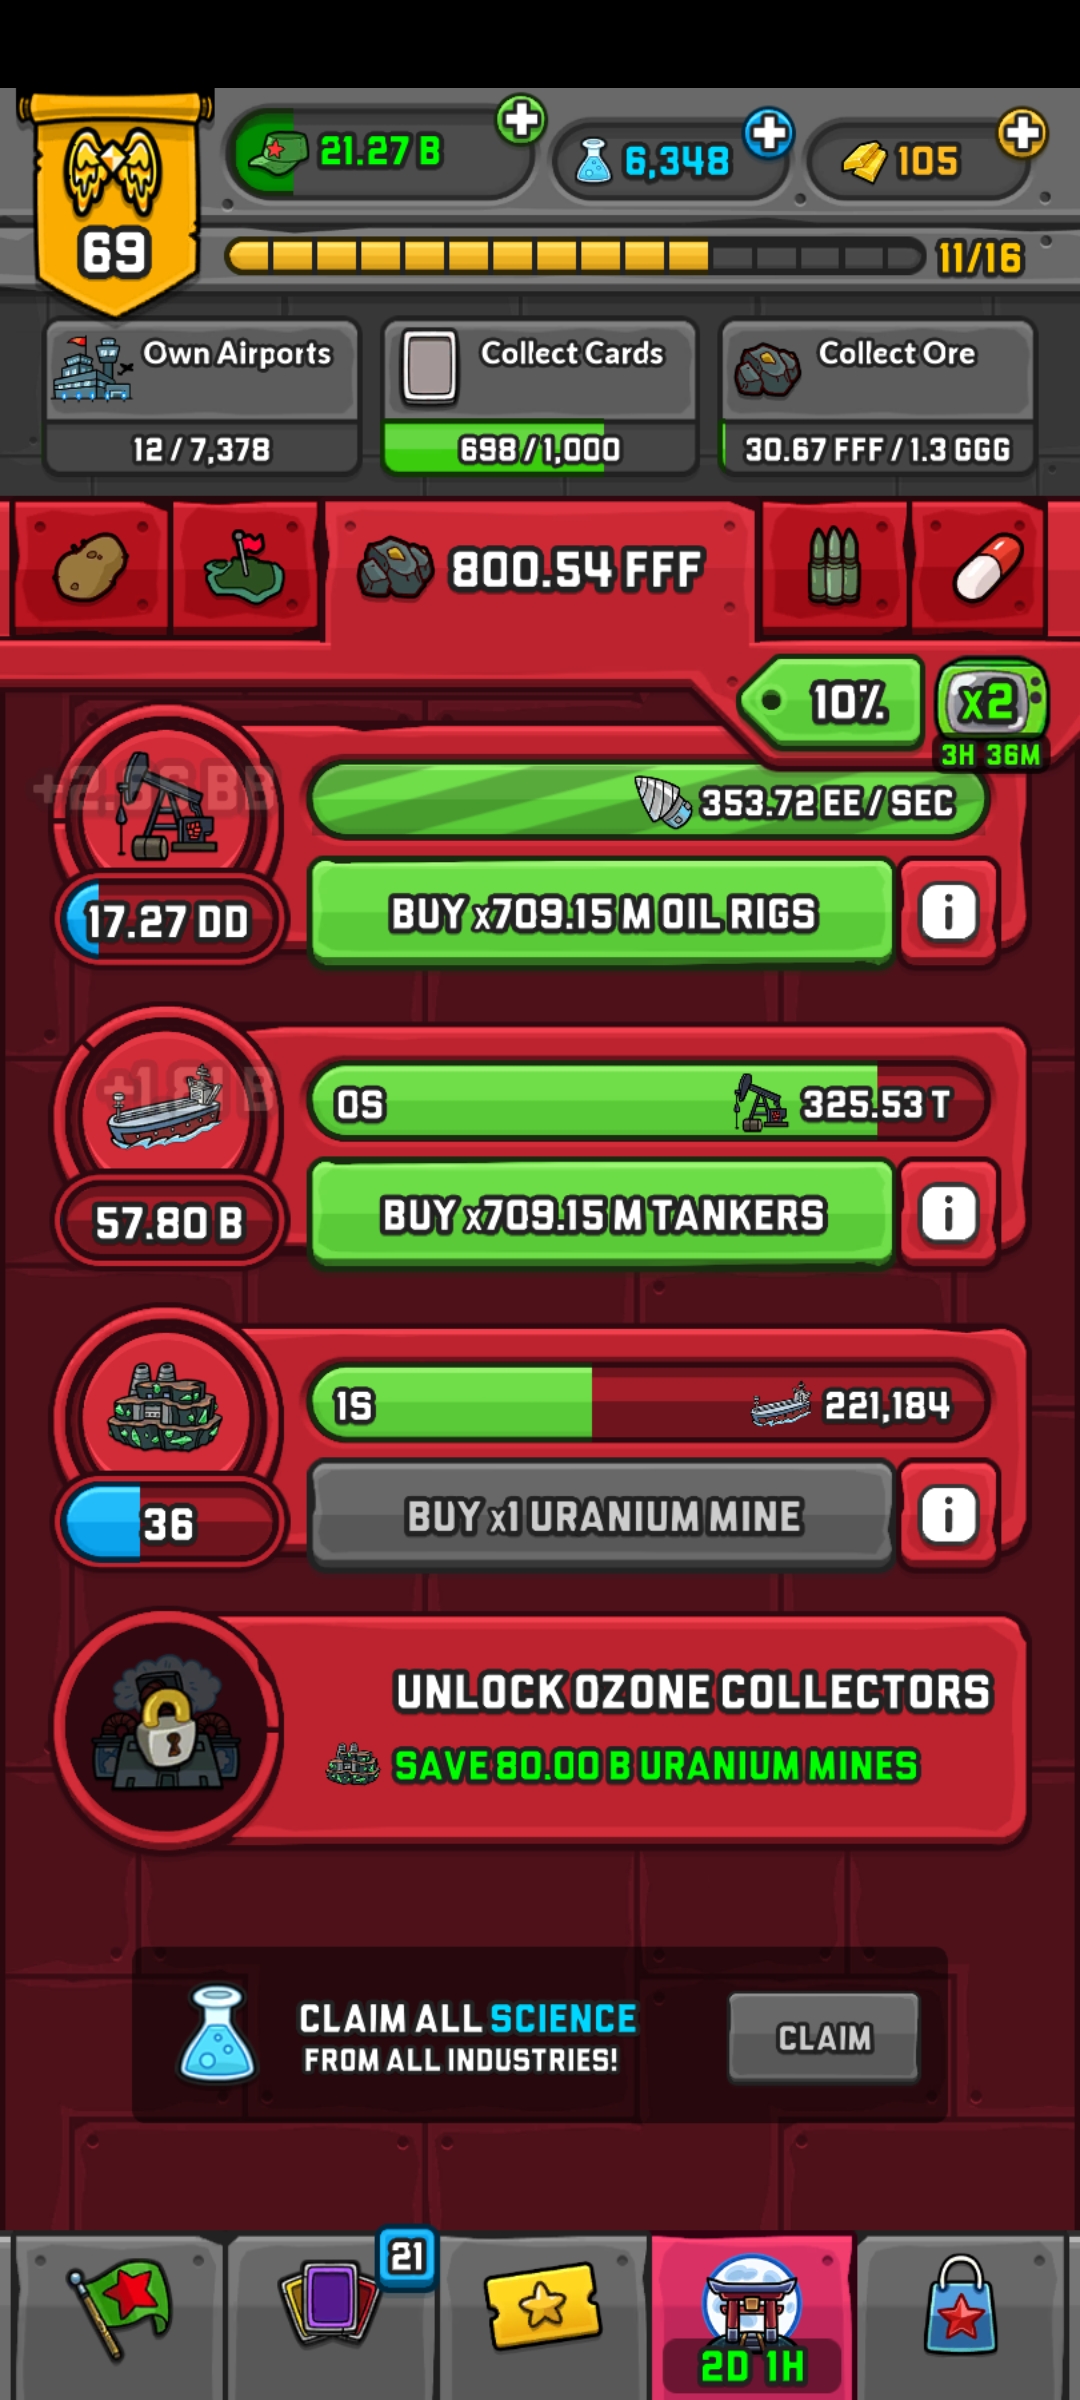 69
21.27 B
6,348
105
11/16
Own Airports
12 / 7,378
Collect Cards
698 / 1,000
Collect Ore
30.67 FFF / 1.3 GGG
800.54 FFF
10%
x2
3H 36M
353.72 EE / SEC
17.27 DD
BUY x709.15 M OIL RIGS
i
0S
325.53 T
57.80 B
BUY x709.15 M TANKERS
i
1S
221,184
36
BUY x1 URANIUM MINE
i
UNLOCK OZONE COLLECTORS
SAVE 80.00 B URANIUM MINES
CLAIM ALL SCIENCE
FROM ALL INDUSTRIES!
CLAIM
21
2D 1H